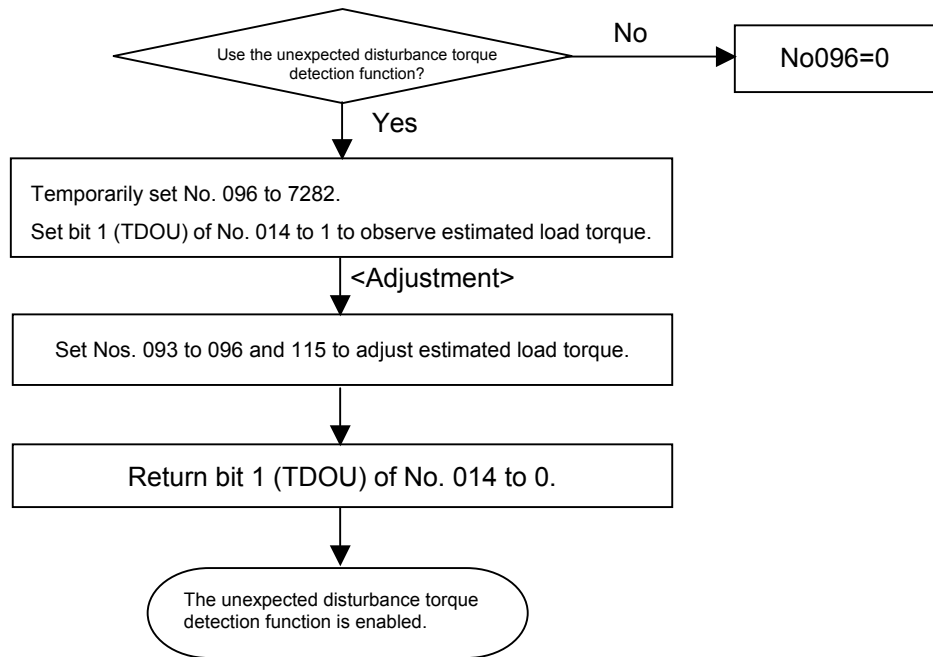 Use the unexpected disturbance torque
detection function?
No
No096=0
Yes
Temporarily set No. 096 to 7282.
Set bit 1 (TDOU) of No. 014 to 1 to observe estimated load torque.
<Adjustment>
Set Nos. 093 to 096 and 115 to adjust estimated load torque.
Return bit 1 (TDOU) of No. 014 to 0.
The unexpected disturbance torque
detection function is enabled.